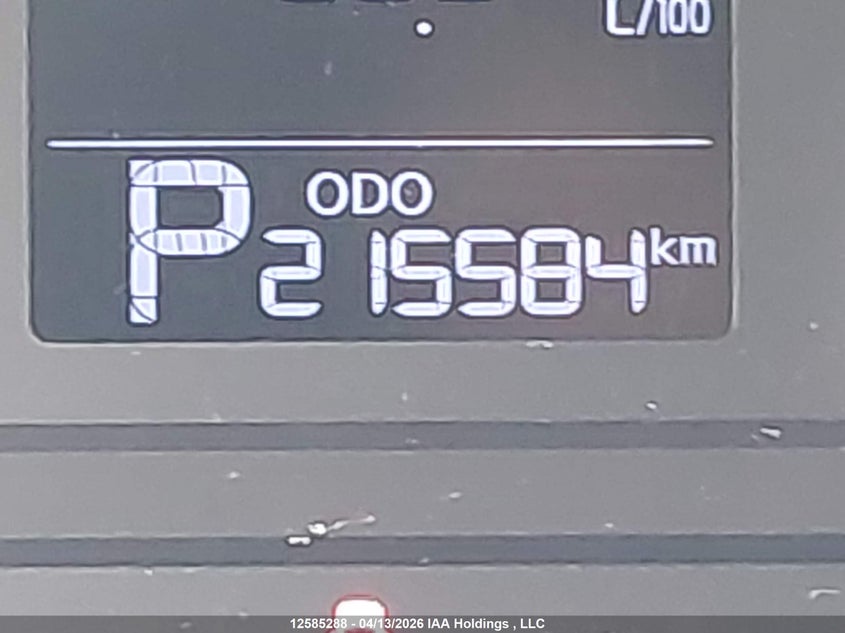 L/100
ODO
P 215584 km
12585288 - 04/13/2026 IAA Holdings , LLC